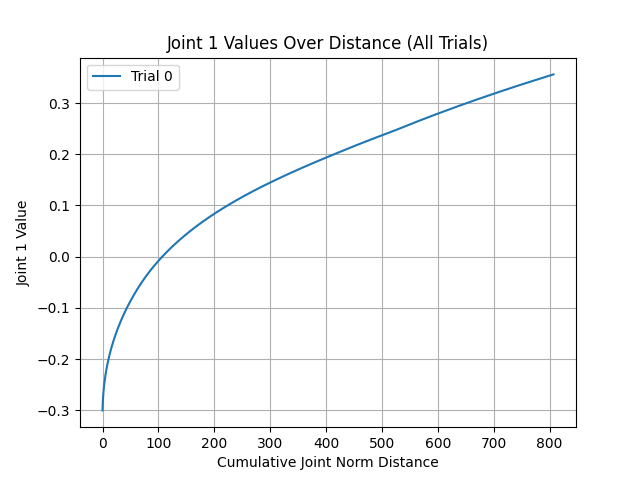 Joint 1 Values Over Distance (All Trials)
Trial 0
Joint 1 Value
0.3
0.2
0.1
0.0
−0.1
−0.2
−0.3
0 100 200 300 400 500 600 700 800
Cumulative Joint Norm Distance